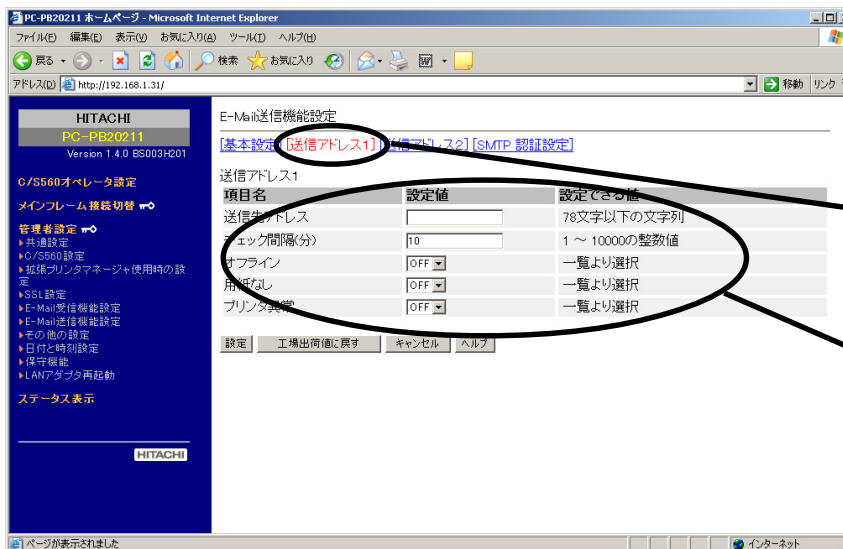 PC-PB20211 ホームページ - Microsoft Internet Explorer
ファイル(F) 編集(E) 表示(V) お気に入り(A) ツール(T) ヘルプ(H)
戻る 検索 お気に入り
アドレス(D) http://192.168.1.31/ 移動 リンク
HITACHI
PC-PB20211
Version 1.4.0 BS003H201
C/S560オペレータ設定
メインフレーム接続切替
管理者設定
共通設定
C/S560設定
拡張プリンタマネージャ使用時の設
定
SSL設定
E-Mail受信機能設定
E-Mail送信機能設定
その他の設定
日付と時刻設定
保守機能
LANアダプタ再起動
ステータス表示
HITACHI
E-Mail送信機能設定
[基本設定] [送信アドレス1] [送信アドレス2] [SMTP 認証設定]
送信アドレス1
項目名 設定値 設定できる値
送信先アドレス 78文字以下の文字列
チェック間隔(分) 10 1 ～ 10000の整数値
オフライン OFF 一覧より選択
用紙なし OFF 一覧より選択
プリンタ異常 OFF 一覧より選択
設定 工場出荷値に戻す キャンセル ヘルプ
ページが表示されました インターネット